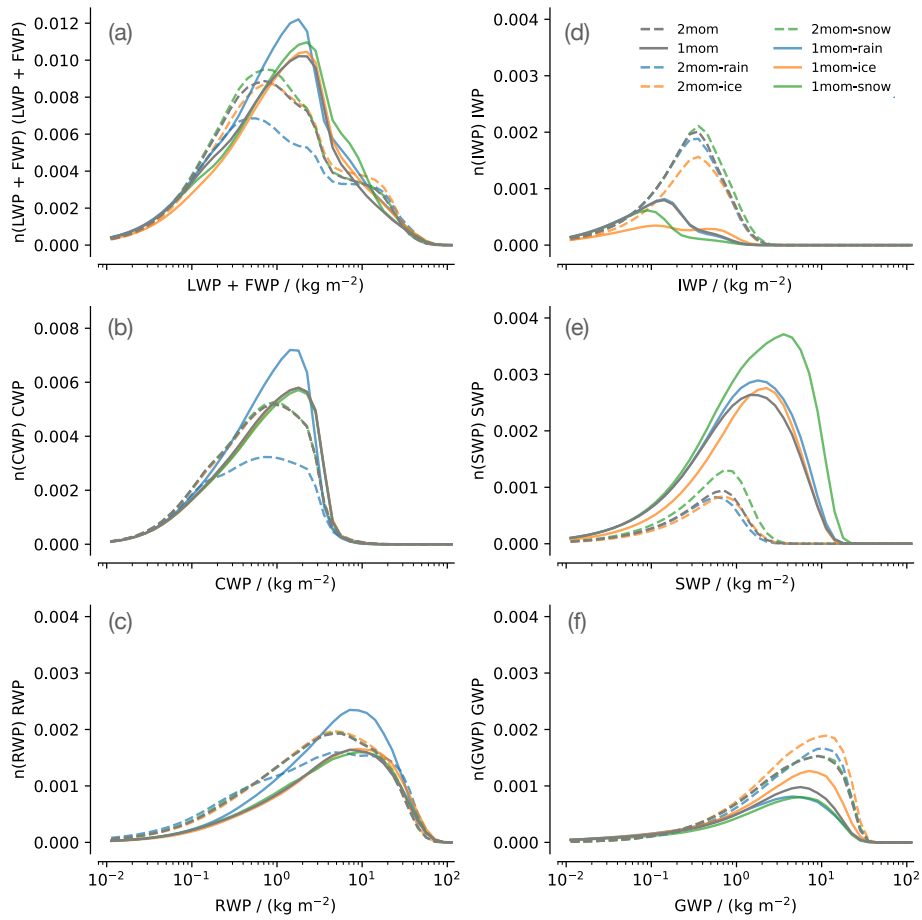 (a)
n(LWP + FWP) (LWP + FWP)
0.012
0.010
0.008
0.006
0.004
0.002
0.000
LWP + FWP / (kg m⁻²)
(d)
2mom
1mom
2mom-rain
2mom-ice
2mom-snow
1mom-rain
1mom-ice
1mom-snow
n(IWP) IWP
0.004
0.003
0.002
0.001
0.000
IWP / (kg m⁻²)
(b)
n(CWP) CWP
0.008
0.006
0.004
0.002
0.000
CWP / (kg m⁻²)
(e)
n(SWP) SWP
0.004
0.003
0.002
0.001
0.000
SWP / (kg m⁻²)
(c)
n(RWP) RWP
0.004
0.003
0.002
0.001
0.000
10⁻² 10⁻¹ 10⁰ 10¹ 10²
RWP / (kg m⁻²)
(f)
n(GWP) GWP
0.004
0.003
0.002
0.001
0.000
10⁻² 10⁻¹ 10⁰ 10¹ 10²
GWP / (kg m⁻²)